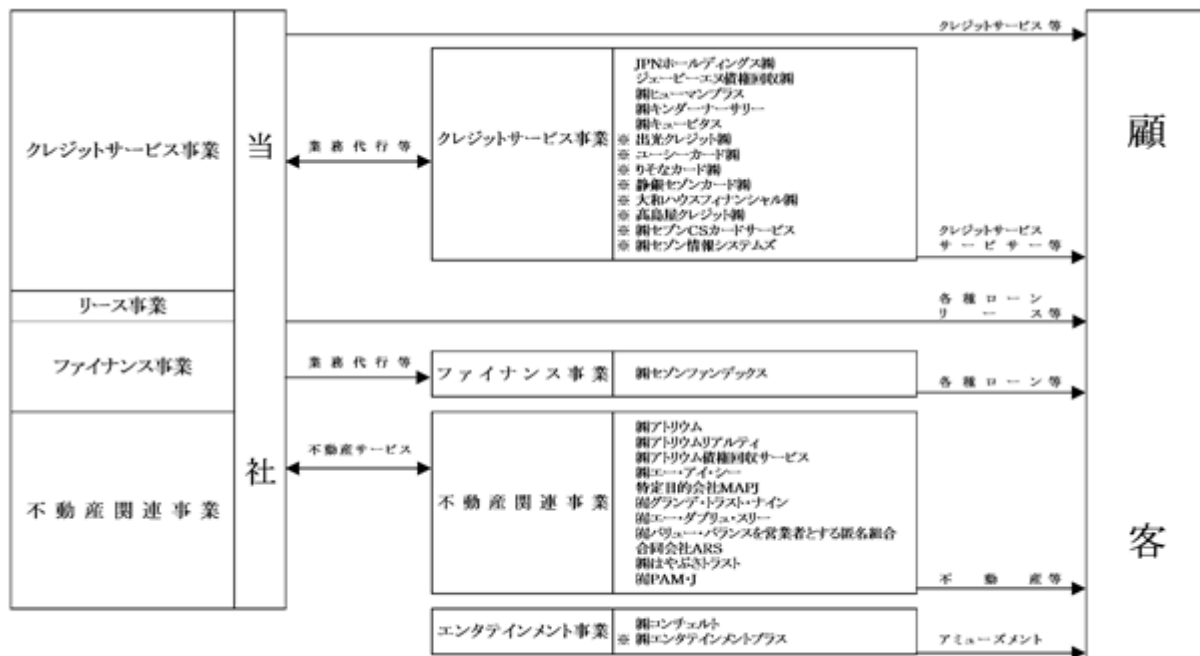 クレジットサービス事業
リース事業
ファイナンス事業
不動産関連事業
当社
業務代行等
業務代行等
不動産サービス
クレジットサービス事業
JPNホールディングス㈱
ジェーピーエヌ債権回収㈱
㈱ヒューマンプラス
㈱キンダーナーサリー
㈱キュービタス
※ 出光クレジット㈱
※ ユーシーカード㈱
※ りそなカード㈱
※ 静銀セゾンカード㈱
※ 大和ハウスフィナンシャル㈱
※ 高島屋クレジット㈱
※ ㈱セブンCSカードサービス
※ ㈱セゾン情報システムズ
ファイナンス事業
㈱セゾンファンデックス
不動産関連事業
㈱アトリウム
㈱アトリウムリアルティ
㈱アトリウム債権回収サービス
㈱エー・アイ・シー
特定目的会社MAPJ
㈲グランデ・トラスト・ナイン
㈲エー・ダブリュ・スリー
㈲バリュー・バランスを営業者とする匿名組合
合同会社ARS
㈱はやぶさトラスト
㈲PAM・J
エンタテインメント事業
㈱コンチェルト
※ ㈱エンタテインメントプラス
クレジットサービス等
クレジットサービス
サービサー等
各種ローン
リース等
各種ローン等
不動産等
アミューズメント
顧客